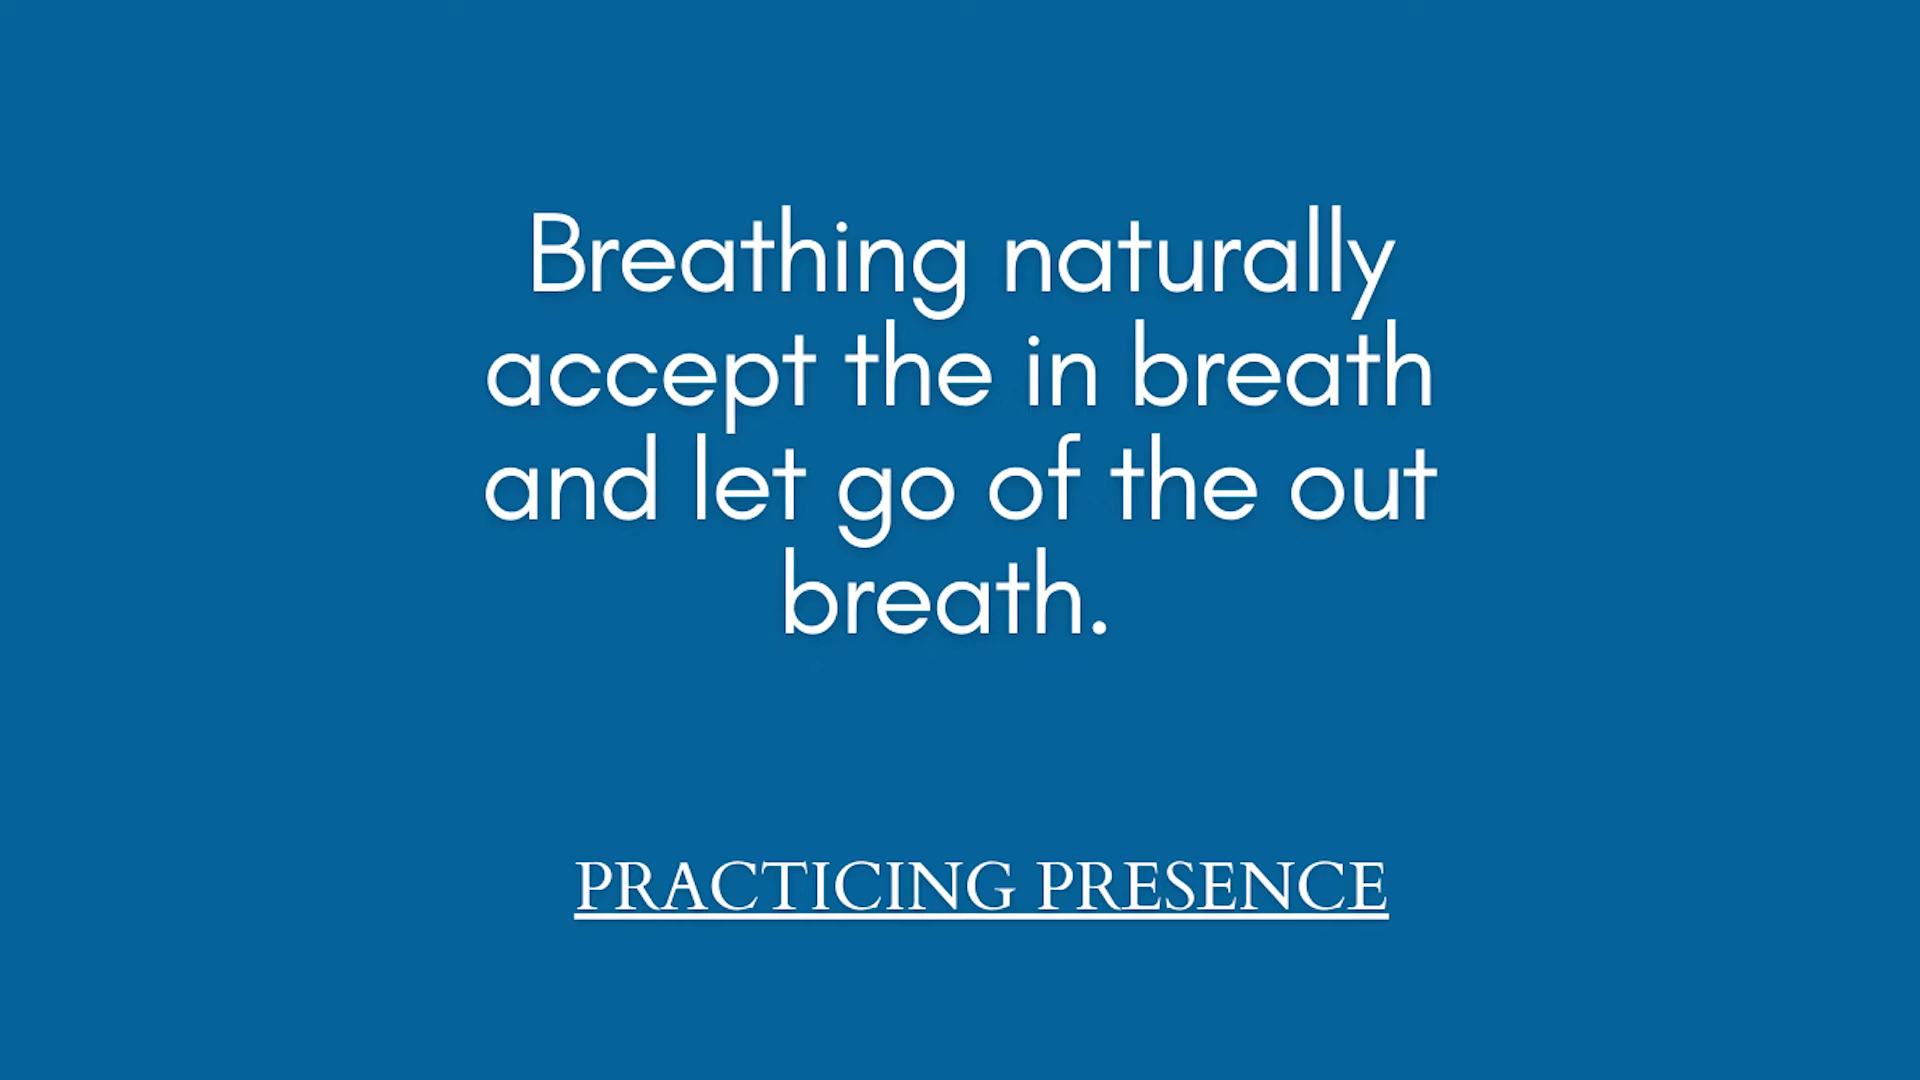 Breathing naturally
accept the in breath
and let go of the out
breath.
PRACTICING PRESENCE